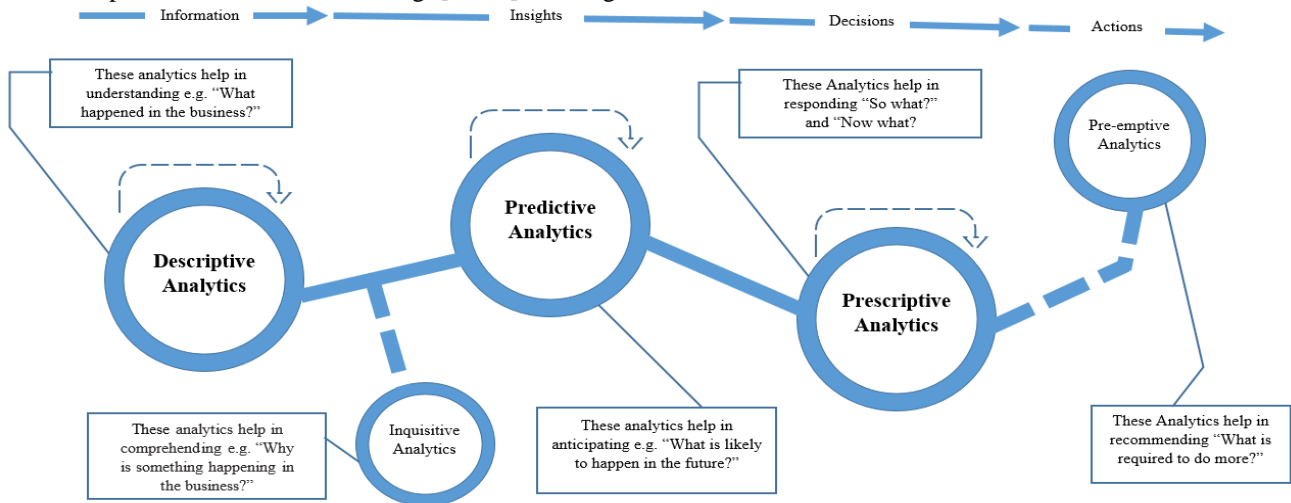 Information
Insights
Decisions
Actions
These analytics help in
understanding e.g. “What
happened in the business?”
These Analytics help in
responding “So what?”
and “Now what?
Pre-emptive
Analytics
Predictive
Analytics
Descriptive
Analytics
Prescriptive
Analytics
These analytics help in
comprehending e.g. “Why
is something happening in
the business?”
Inquisitive
Analytics
These analytics help in
anticipating e.g. “What is likely
to happen in the future?”
These Analytics help in
recommending “What is
required to do more?”